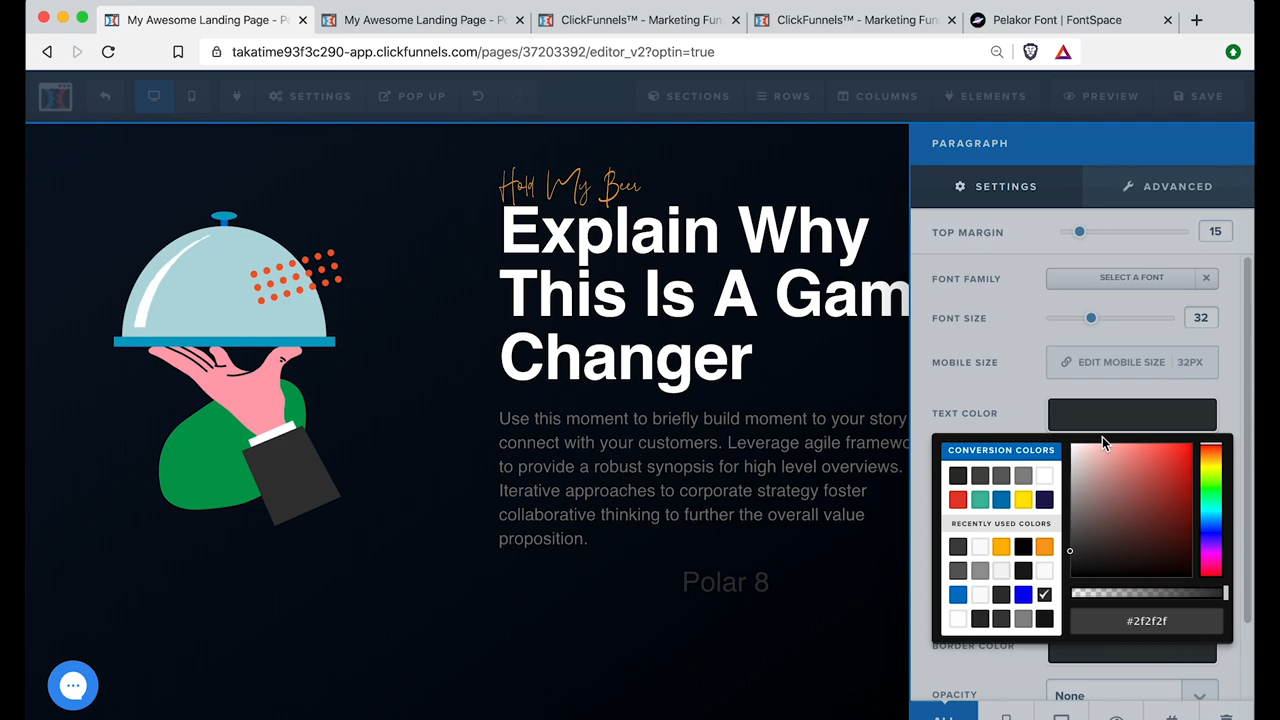 My Awesome Landing Page - P
My Awesome Landing Page - P
ClickFunnels™ - Marketing Fun
ClickFunnels™ - Marketing Fun
Pelakor Font | FontSpace
takatime93f3c290-app.clickfunnels.com/pages/37203392/editor_v2?optin=true
SETTINGS
POP UP
SECTIONS
ROWS
COLUMNS
ELEMENTS
PREVIEW
SAVE
Hold My Beer
Explain Why
This Is A Gam
Changer
Use this moment to briefly build moment to your story
connect with your customers. Leverage agile framewo
to provide a robust synopsis for high level overviews.
Iterative approaches to corporate strategy foster
collaborative thinking to further the overall value
proposition.
Polar 8
PARAGRAPH
SETTINGS
ADVANCED
TOP MARGIN
15
FONT FAMILY
SELECT A FONT
FONT SIZE
32
MOBILE SIZE
EDIT MOBILE SIZE
32PX
TEXT COLOR
CONVERSION COLORS
RECENTLY USED COLORS
#2f2f2f
BORDER COLOR
OPACITY
None
ALL